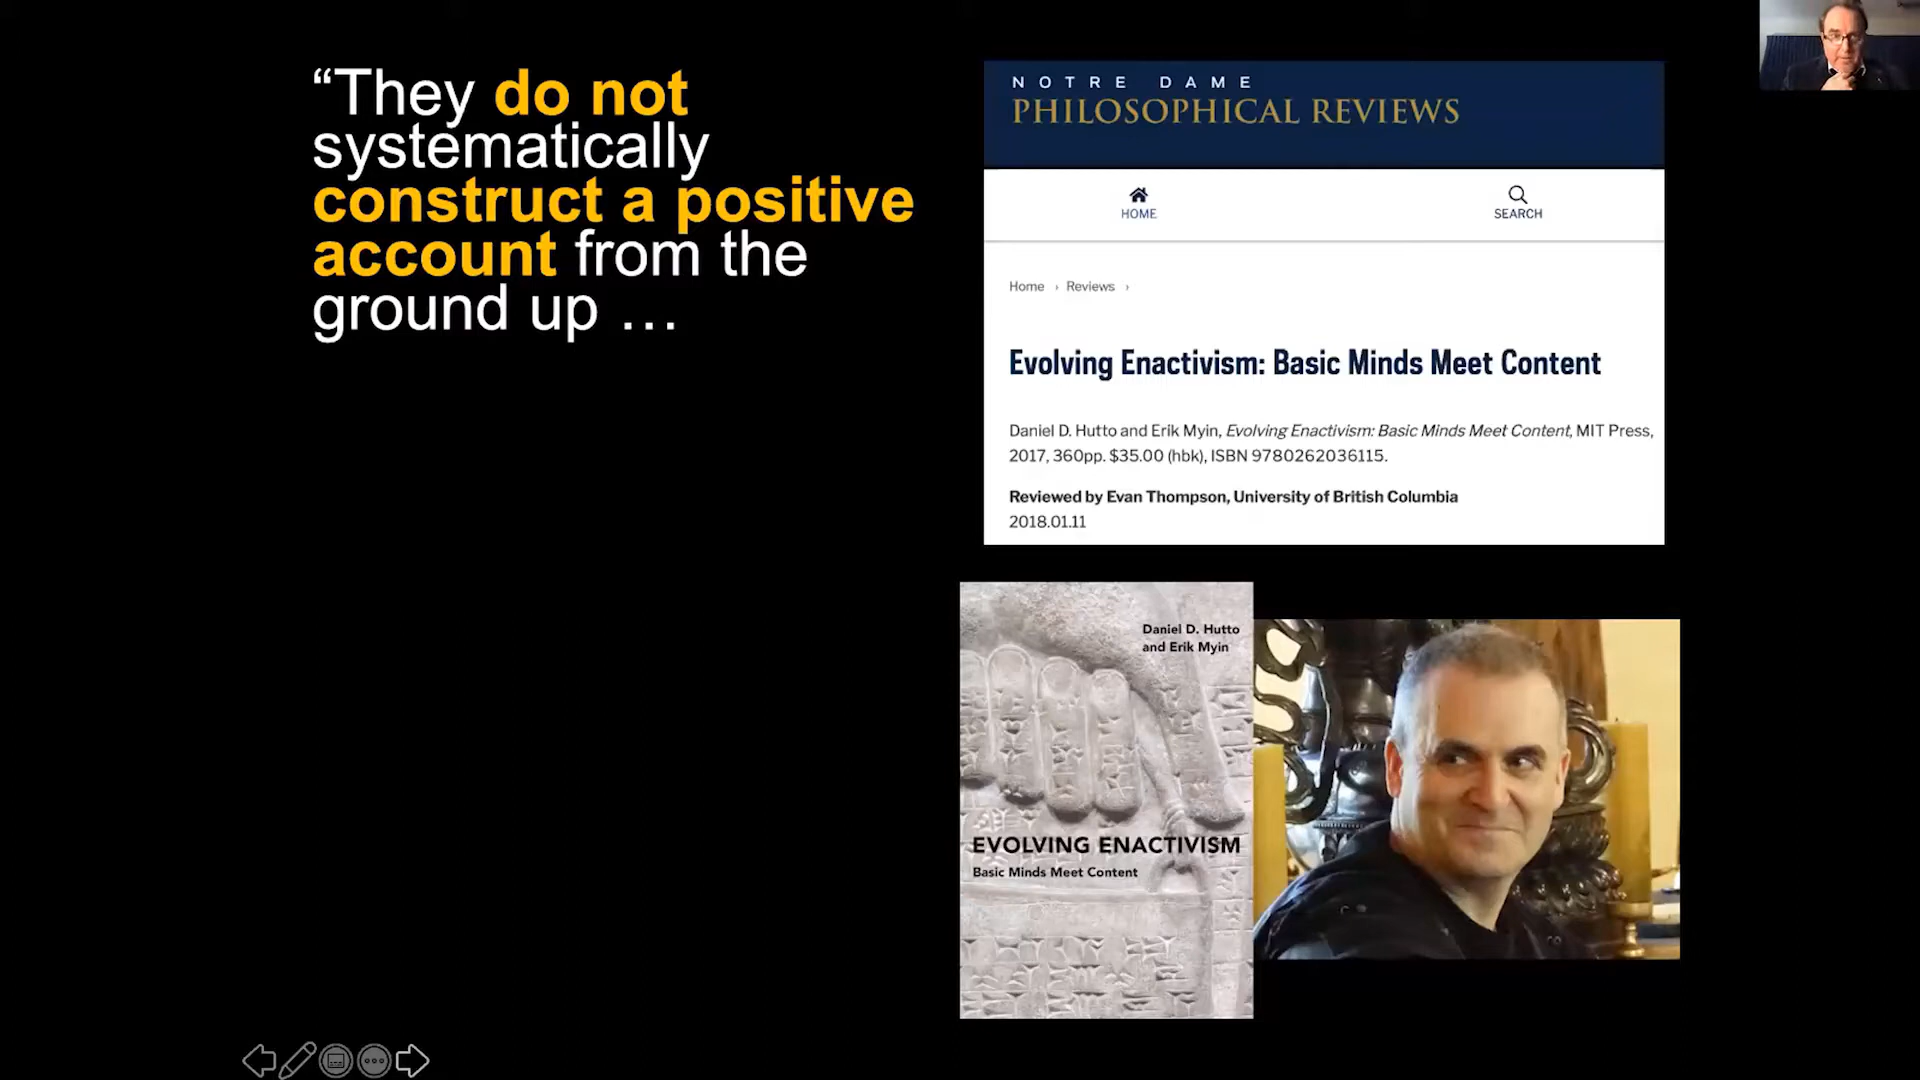 “They do not
systematically
construct a positive
account from the
ground up …
NOTRE DAME
PHILOSOPHICAL REVIEWS
HOME
SEARCH
Home › Reviews ›
Evolving Enactivism: Basic Minds Meet Content
Daniel D. Hutto and Erik Myin, Evolving Enactivism: Basic Minds Meet Content, MIT Press,
2017, 360pp. $35.00 (hbk), ISBN 9780262036115.
Reviewed by Evan Thompson, University of British Columbia
2018.01.11
Daniel D. Hutto
and Erik Myin
EVOLVING ENACTIVISM
Basic Minds Meet Content